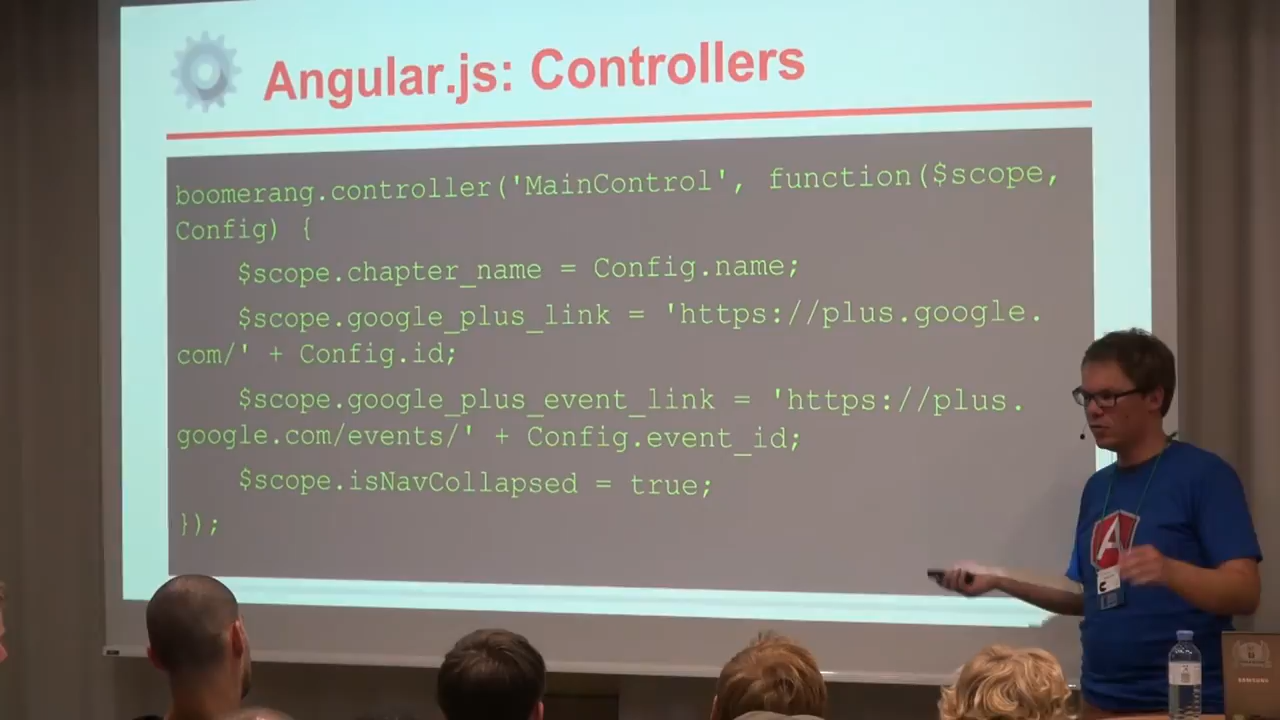 Angular.js: Controllers
boomerang.controller('MainControl', function($scope,
Config) {
$scope.chapter_name = Config.name;
$scope.google_plus_link = 'https://plus.google.
com/' + Config.id;
$scope.google_plus_event_link = 'https://plus.
google.com/events/' + Config.event_id;
$scope.isNavCollapsed = true;
});
A
SAMSUNG